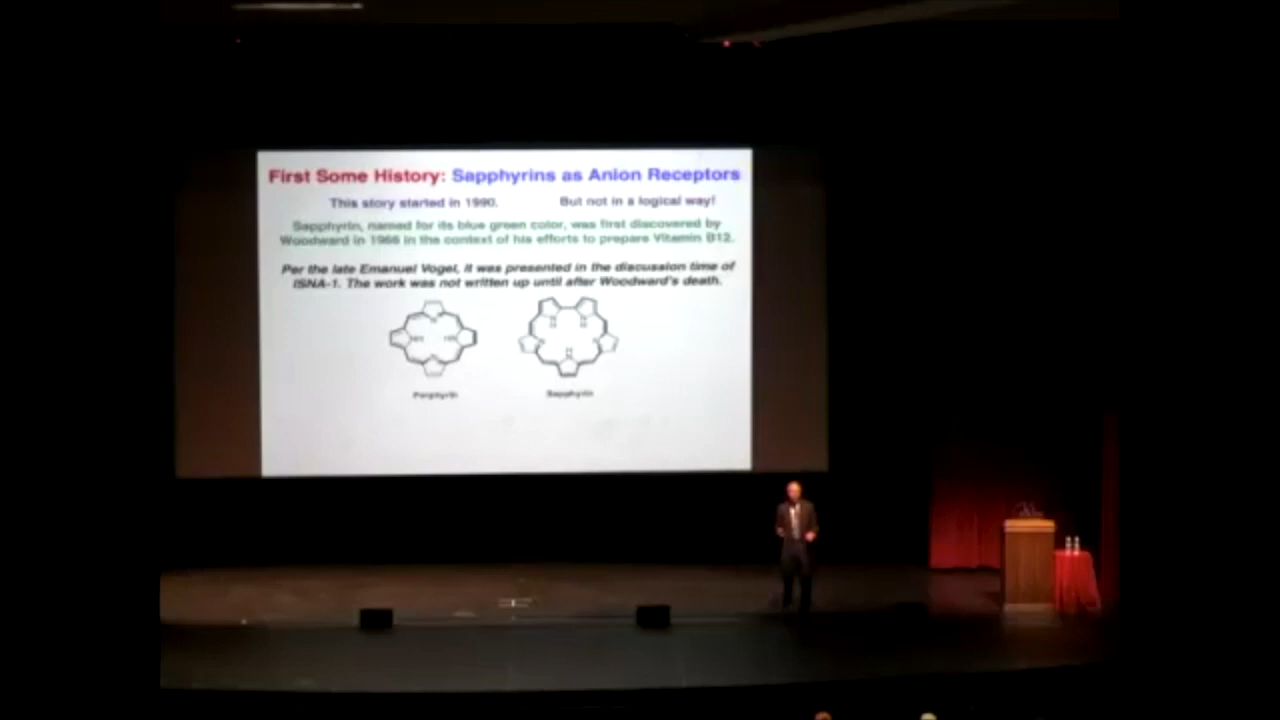 First Some History: Sapphyrins as Anion Receptors
This story started in 1990. But not in a logical way!
Sapphyrin, named for its blue green color, was first discovered by
Woodward in 1966 in the context of his efforts to prepare Vitamin B12.
Per the late Emanuel Vogel, it was presented in the discussion time of
ISNA-1. The work was not written up until after Woodward's death.
Porphyrin Sapphyrin